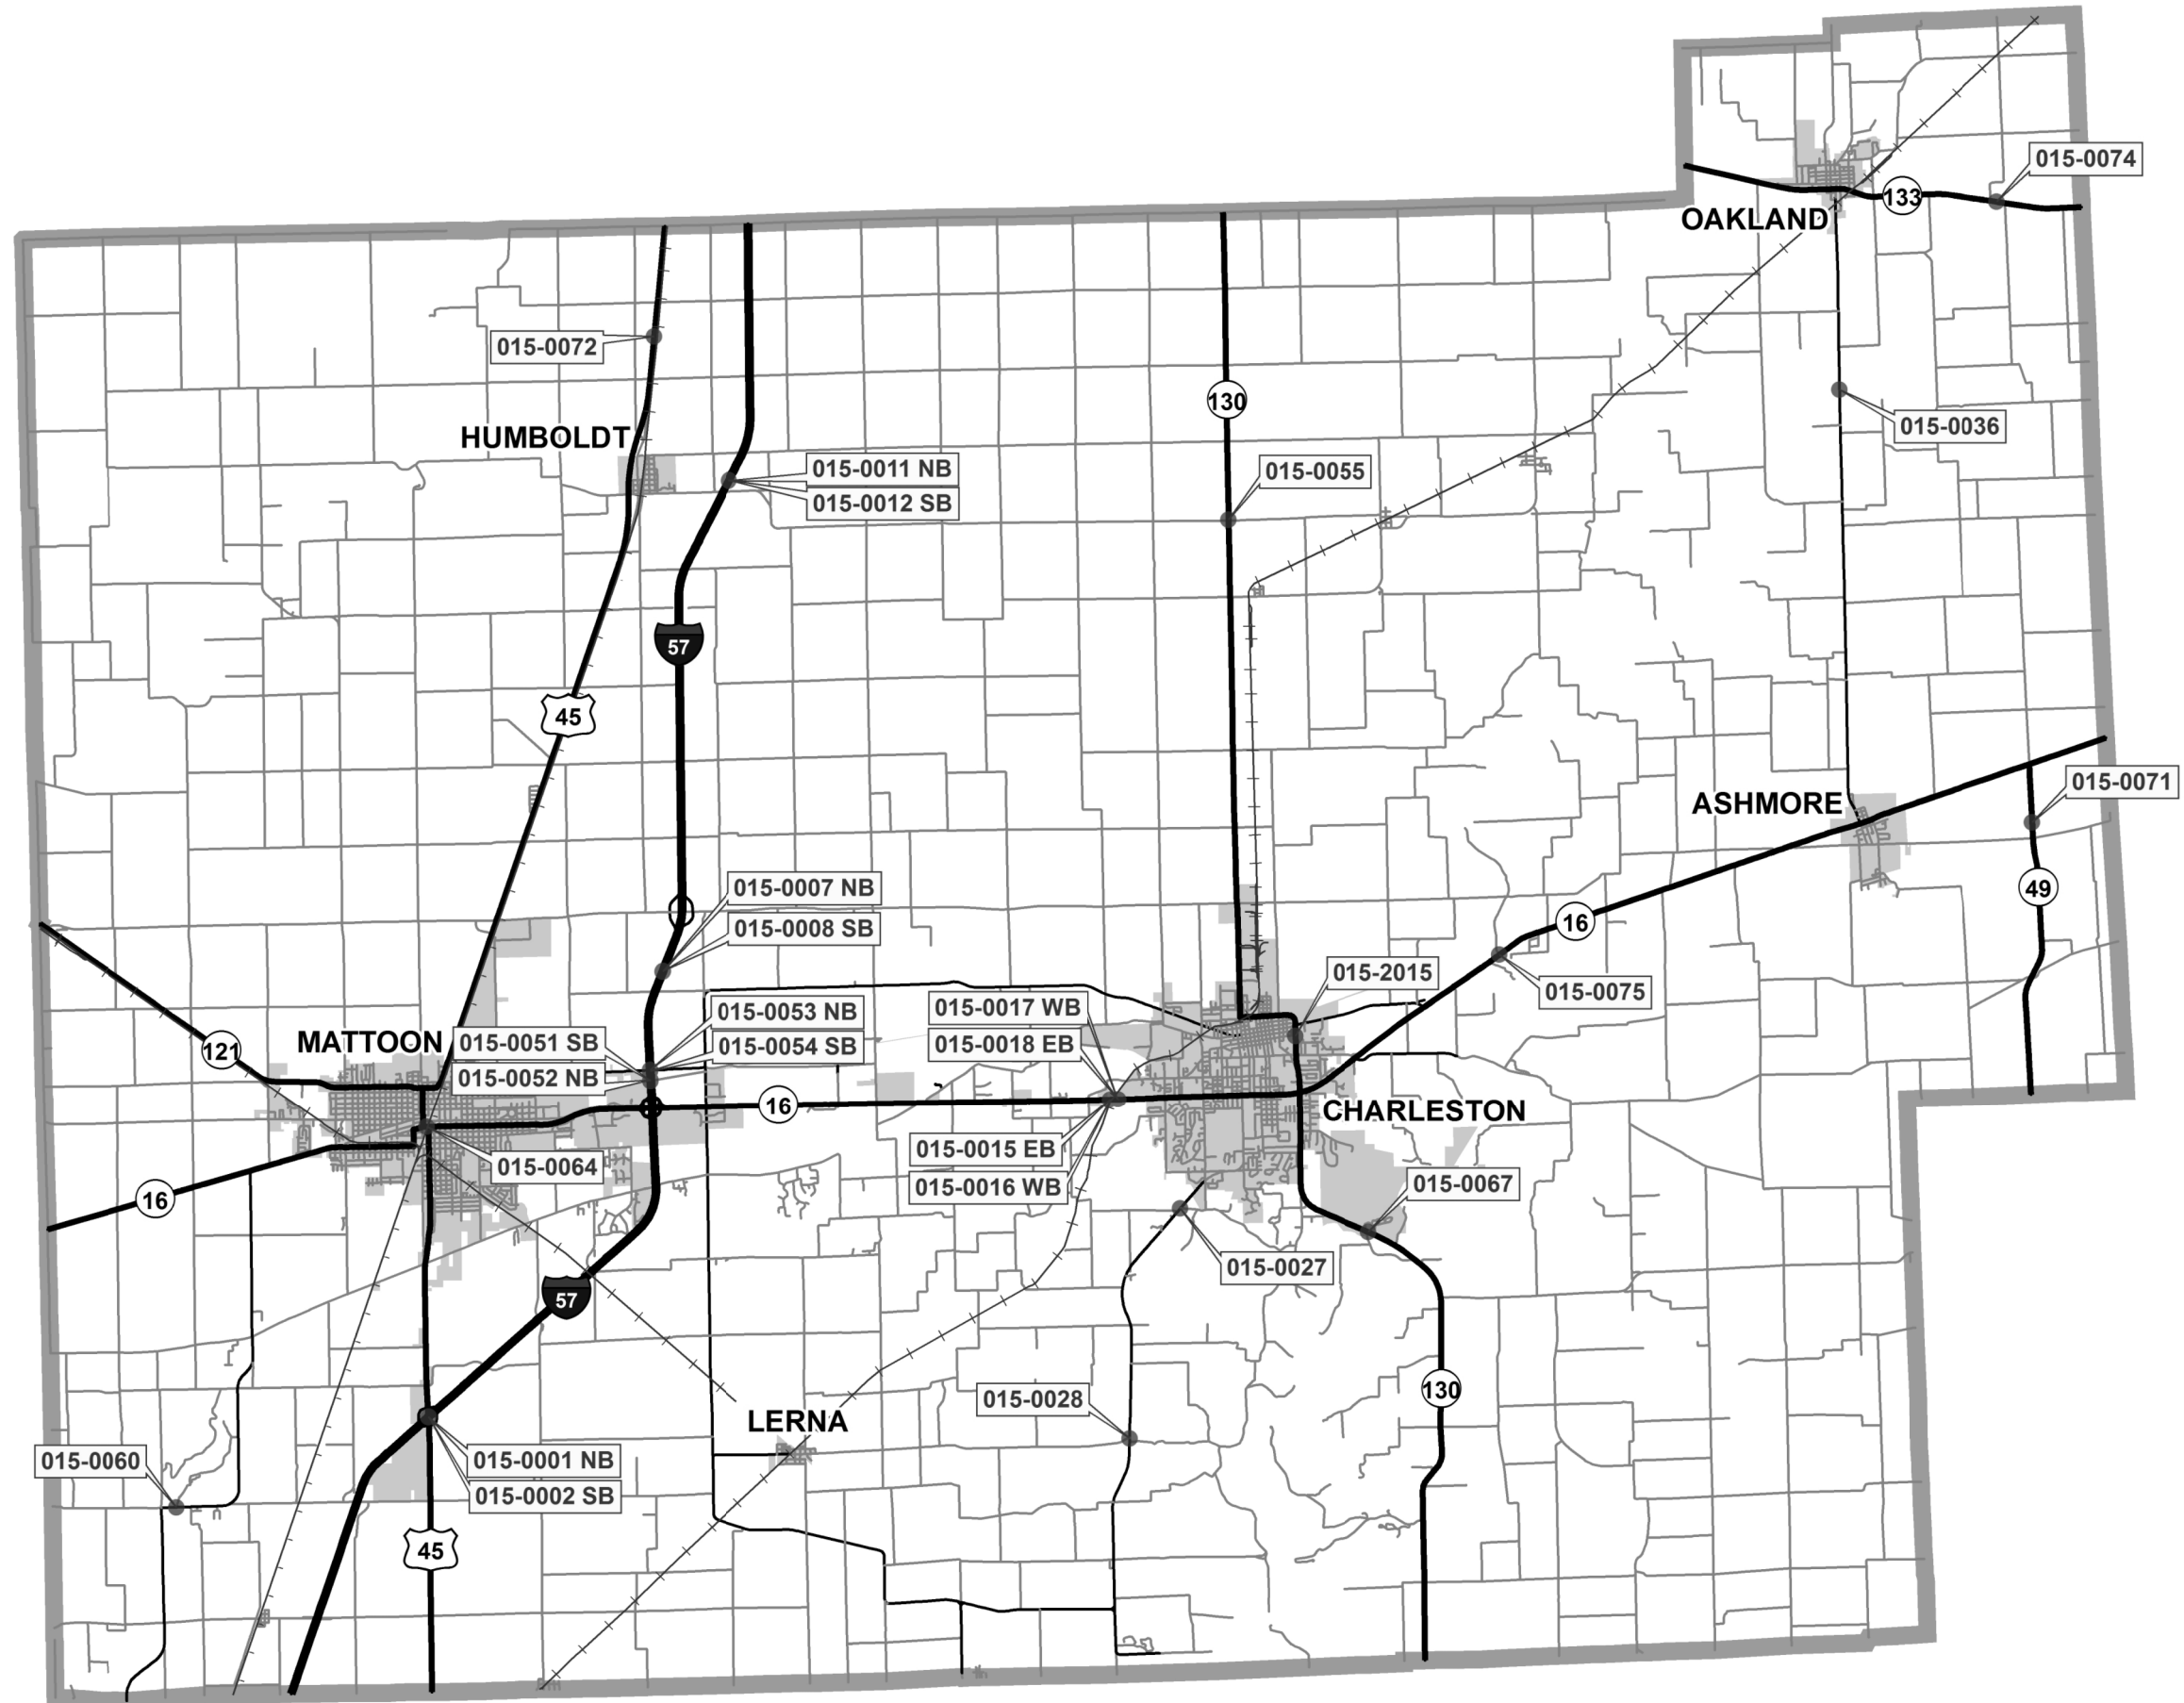 015-0074
133
OAKLAND
015-0072
130
015-0036
HUMBOLDT
015-0011 NB
015-0012 SB
015-0055
57
45
015-0071
ASHMORE
015-0007 NB
49
16
015-0008 SB
015-2015
015-0075
015-0053 NB
015-0017 WB
121
MATTOON
015-0051 SB
015-0054 SB
015-0018 EB
015-0052 NB
16
CHARLESTON
015-0064
015-0015 EB
015-0016 WB
015-0067
16
015-0027
57
130
015-0028
LERNA
015-0060
015-0001 NB
015-0002 SB
45